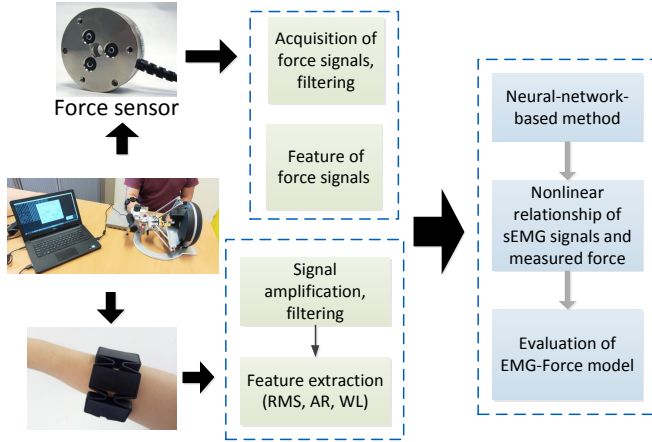 Force sensor
Acquisition of
force signals,
filtering
Feature of
force signals
Signal
amplification,
filtering
Feature extraction
(RMS, AR, WL)
Neural-network-
based method
Nonlinear
relationship of
sEMG signals and
measured force
Evaluation of
EMG-Force model